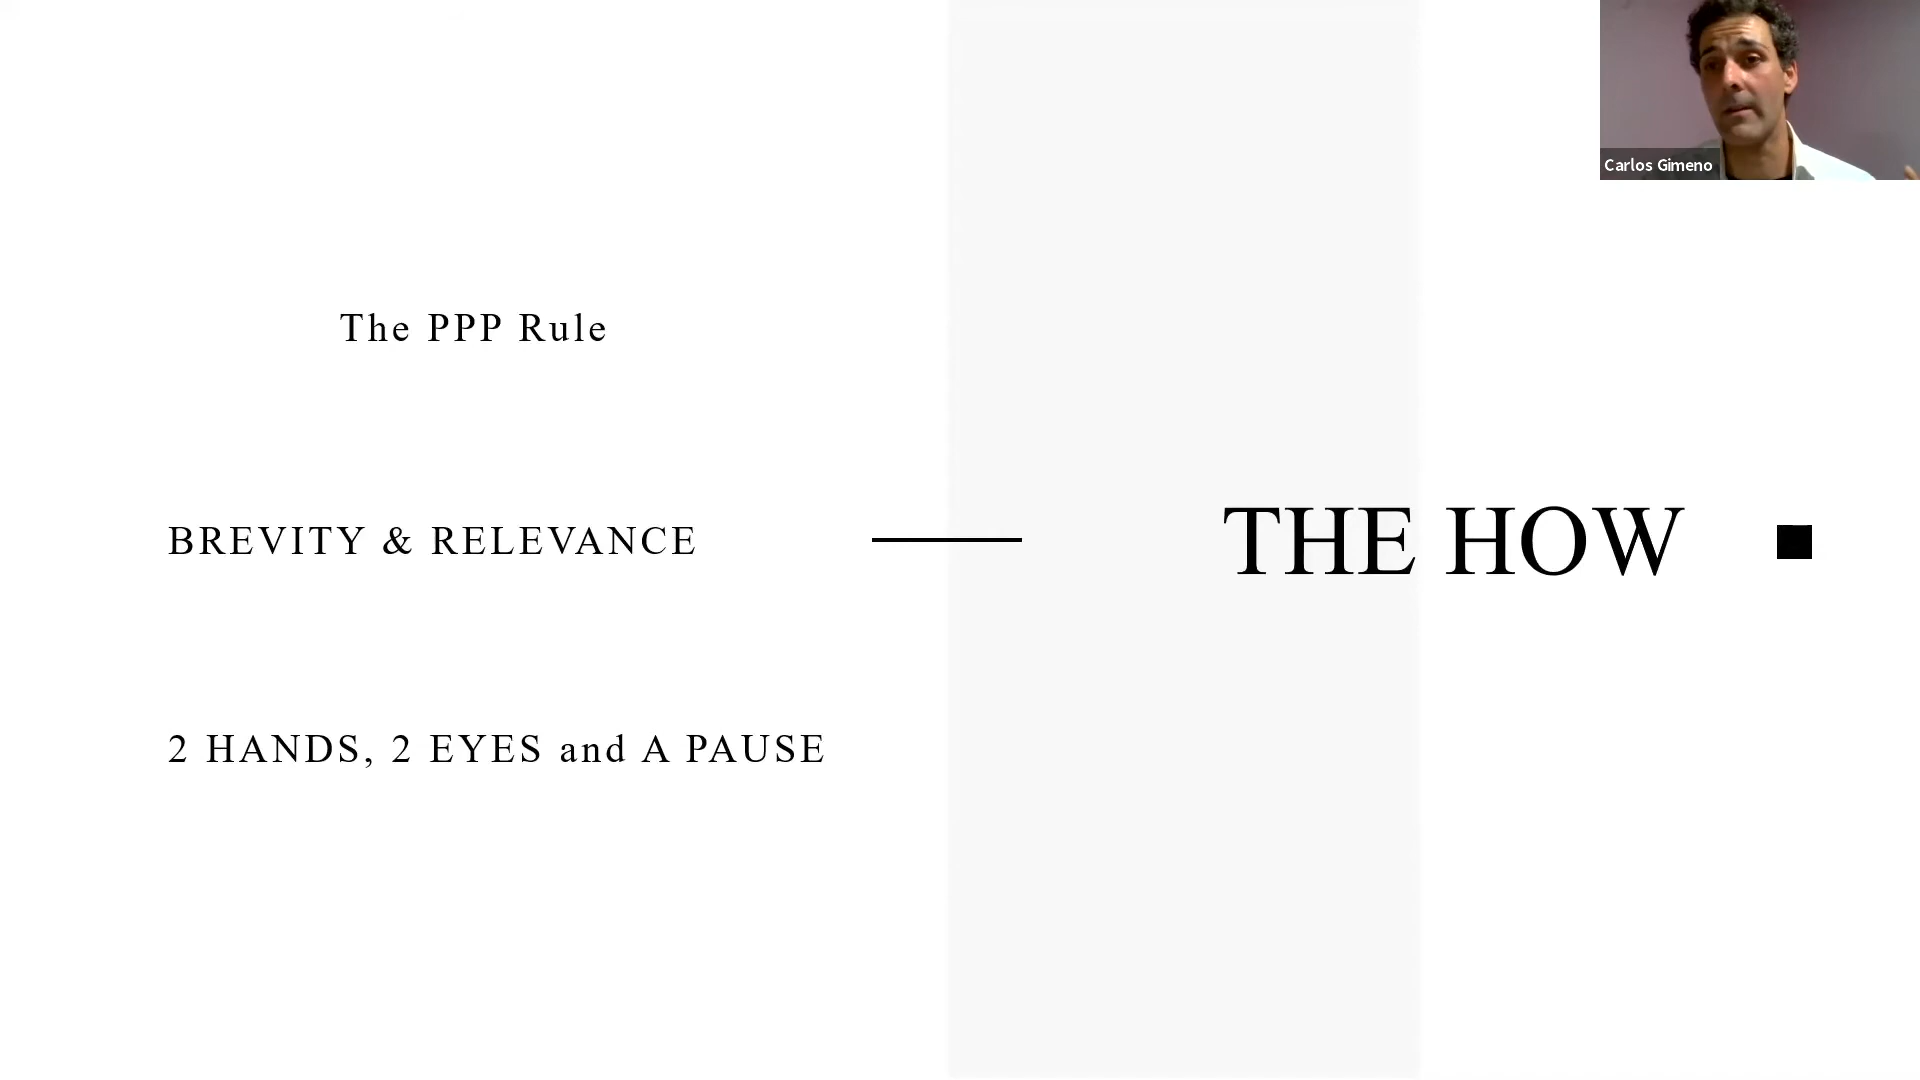 Carlos Gimeno
The PPP Rule
BREVITY & RELEVANCE
THE HOW
2 HANDS, 2 EYES and A PAUSE